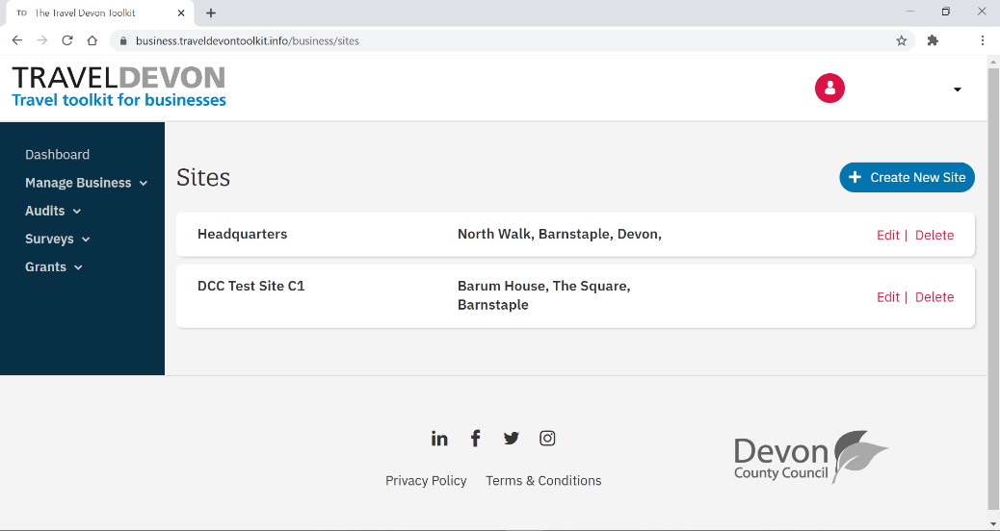 TD The Travel Devon Toolkit
business.traveldevontoolkit.info/business/sites
TRAVELDEVON
Travel toolkit for businesses
Dashboard
Manage Business
Audits
Surveys
Grants
Sites
+ Create New Site
Headquarters North Walk, Barnstaple, Devon, Edit | Delete
DCC Test Site C1 Barum House, The Square, Edit | Delete
Barnstaple
Privacy Policy Terms & Conditions
Devon
County Council